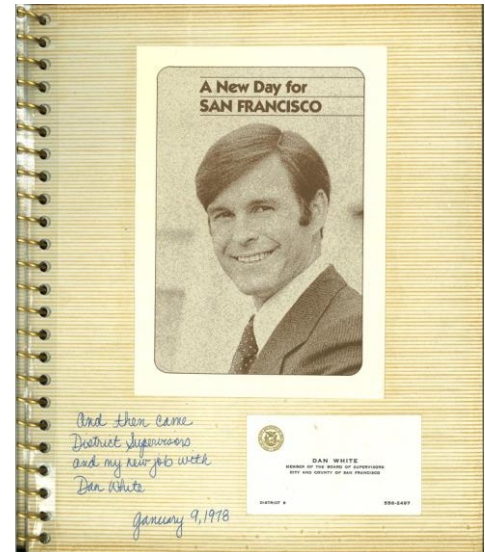 A New Day for
SAN FRANCISCO
And then came
District Supervisors
and my new job with
Dan White
January 9, 1978
DAN WHITE
MEMBER OF THE BOARD OF SUPERVISORS
CITY AND COUNTY OF SAN FRANCISCO
DISTRICT 8